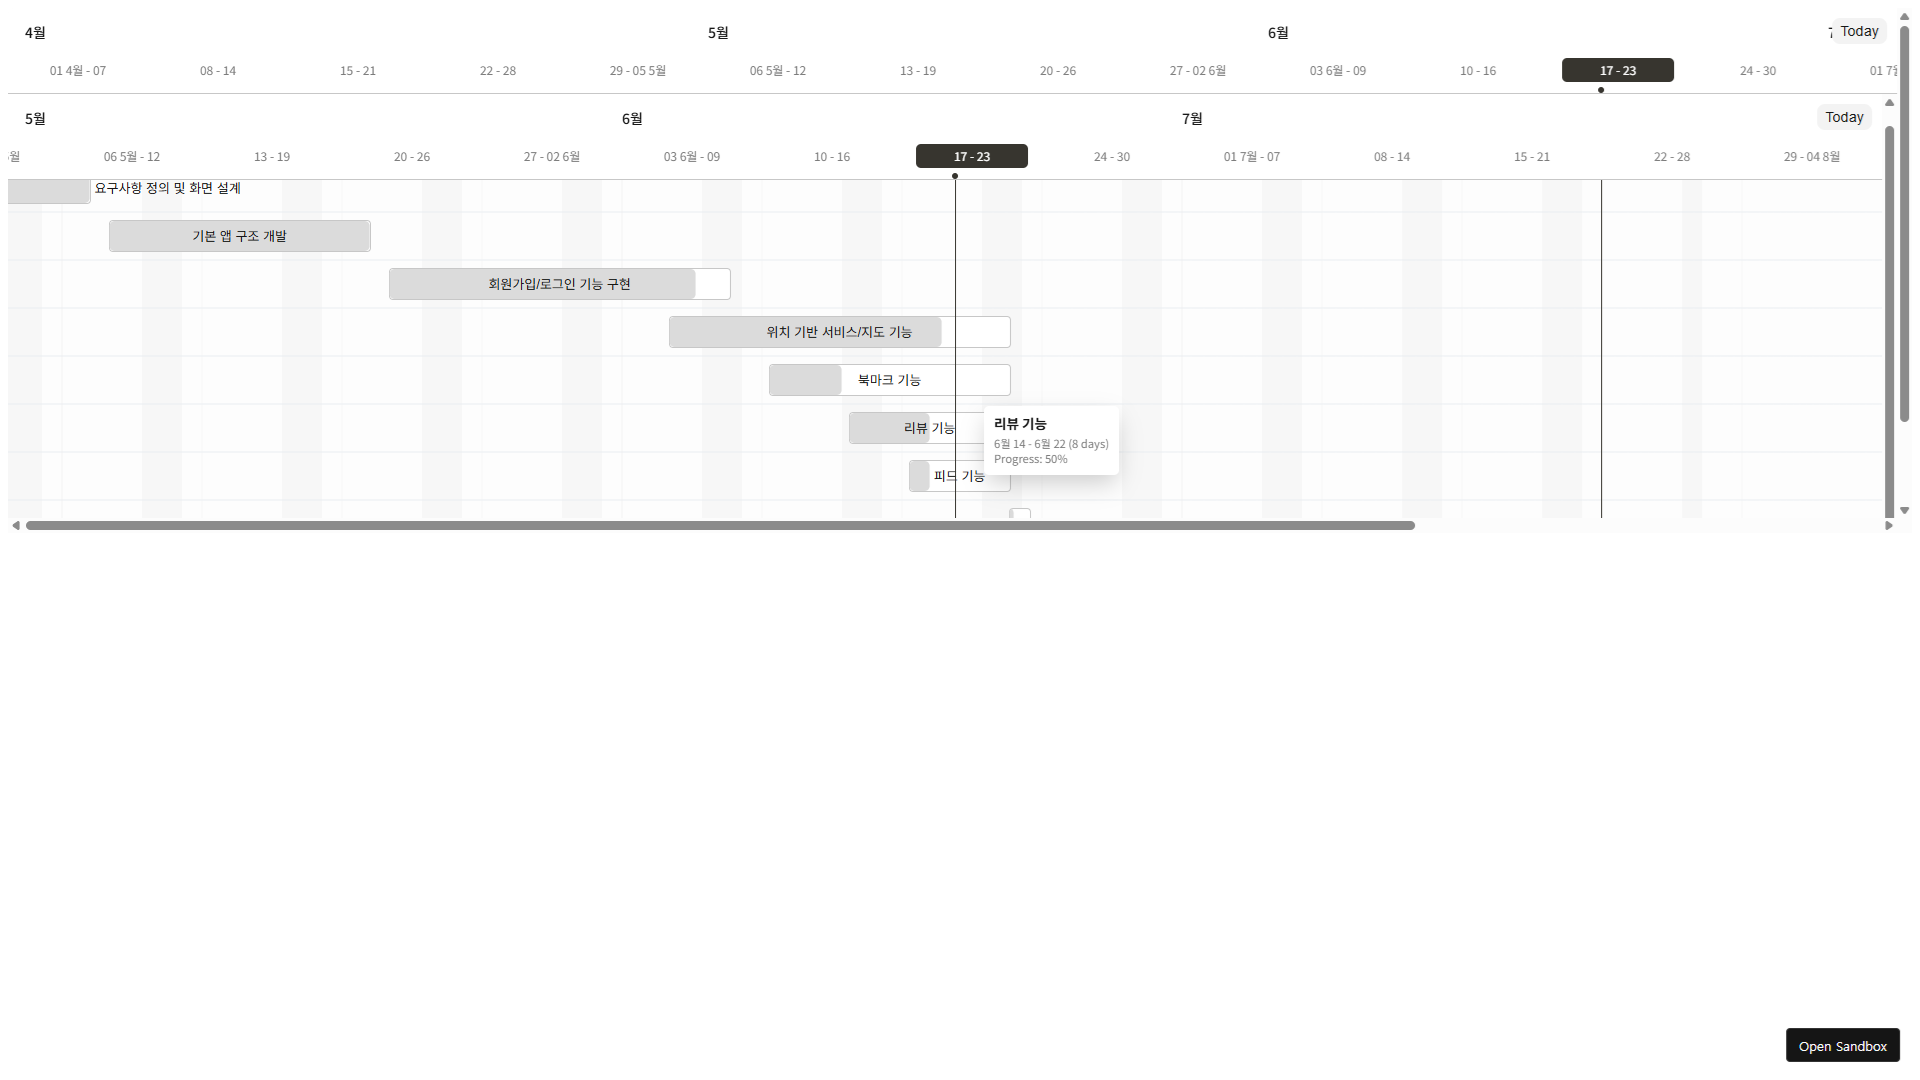 4월 5월 6월 Today
01 4월 - 07 08 - 14 15 - 21 22 - 28 29 - 05 5월 06 5월 - 12 13 - 19 20 - 26 27 - 02 6월 03 6월 - 09 10 - 16 17 - 23 24 - 30 01
5월 6월 7월 Today
06 5월 - 12 13 - 19 20 - 26 27 - 02 6월 03 6월 - 09 10 - 16 17 - 23 24 - 30 01 7월 - 07 08 - 14 15 - 21 22 - 28 29 - 04 8월
요구사항 정의 및 화면 설계
기본 앱 구조 개발
회원가입/로그인 기능 구현
위치 기반 서비스/지도 기능
북마크 기능
리뷰 기능
리뷰 기능
6월 14 - 6월 22 (8 days)
Progress: 50%
피드 기능
Open Sandbox